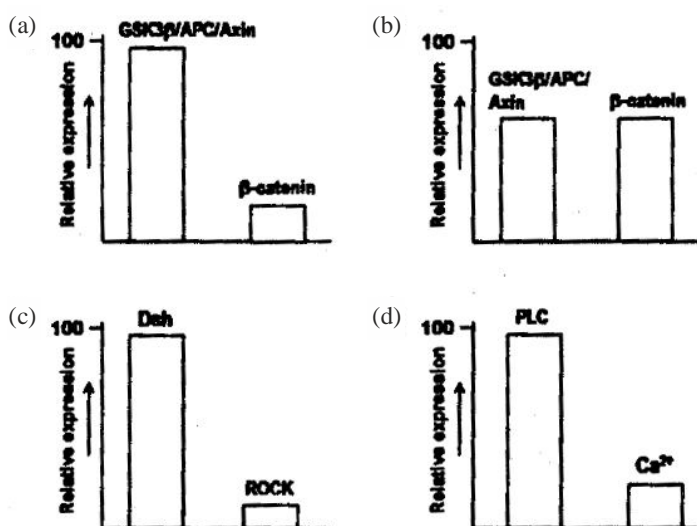 (a)
GSK3β/APC/Axin
100
Relative expression
β-catenin
(b)
100
GSK3β/APC/
Axin
β-catenin
Relative expression
(c)
Dsh
100
Relative expression
ROCK
(d)
PLC
100
Relative expression
Ca²⁺